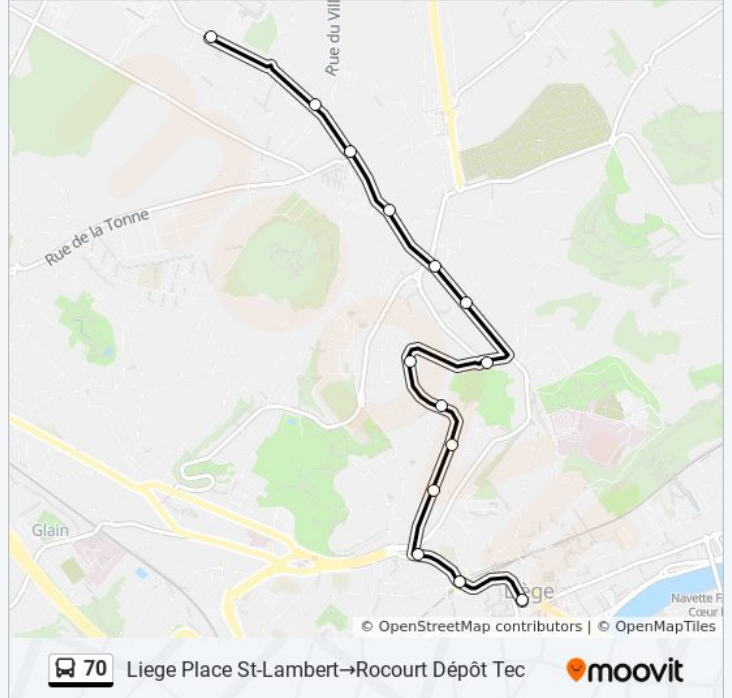 Rue du Vill
Rue de la Tonne
Glain
Liège
Navette F
Cœur
© OpenStreetMap contributors | © OpenMapTiles
70 Liege Place St-Lambert→Rocourt Dépôt Tec
moovit